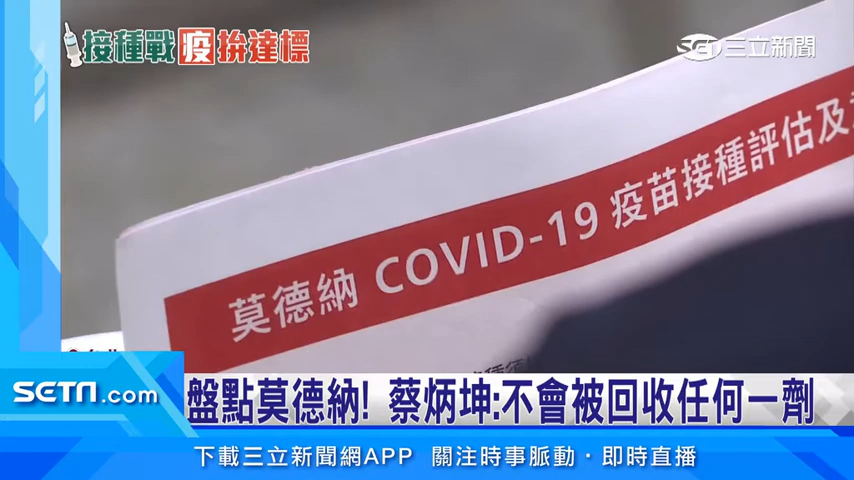 接種戰疫拚達標
SET三立新聞
莫德納 COVID-19 疫苗接種評估及
SETN.com
盤點莫德納! 蔡炳坤:不會被回收任何一劑
下載三立新聞網APP 關注時事脈動·即時直播